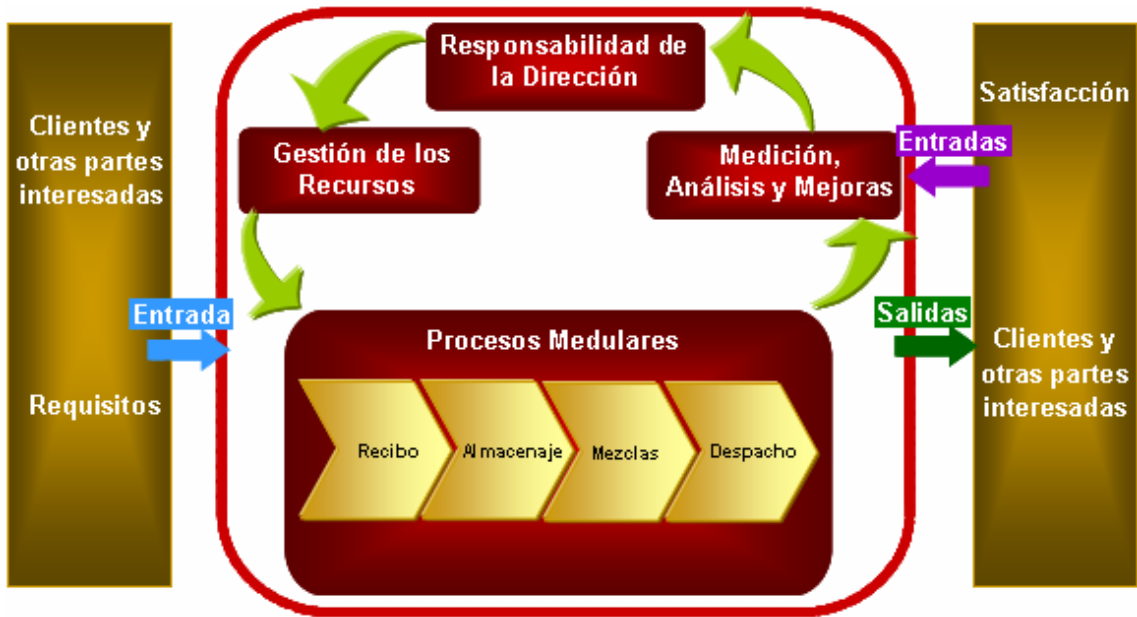 Clientes y
otras partes
interesadas
Requisitos
Entrada
Responsabilidad de
la Dirección
Gestión de los
Recursos
Medición,
Análisis y Mejoras
Procesos Medulares
Recibo
Almacenaje
Mezclas
Despacho
Entradas
Salidas
Satisfacción
Clientes y
otras partes
interesadas